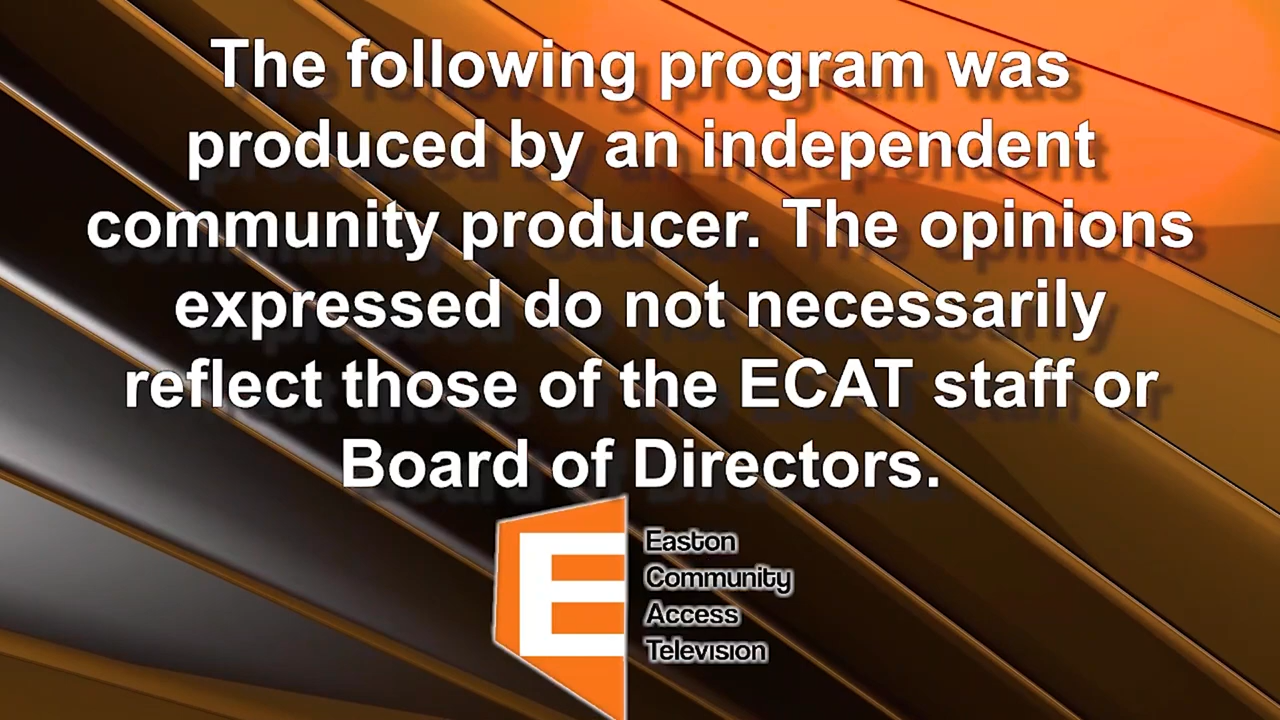 The following program was
produced by an independent
community producer. The opinions
expressed do not necessarily
reflect those of the ECAT staff or
Board of Directors.
E
Easton
Community
Access
Television